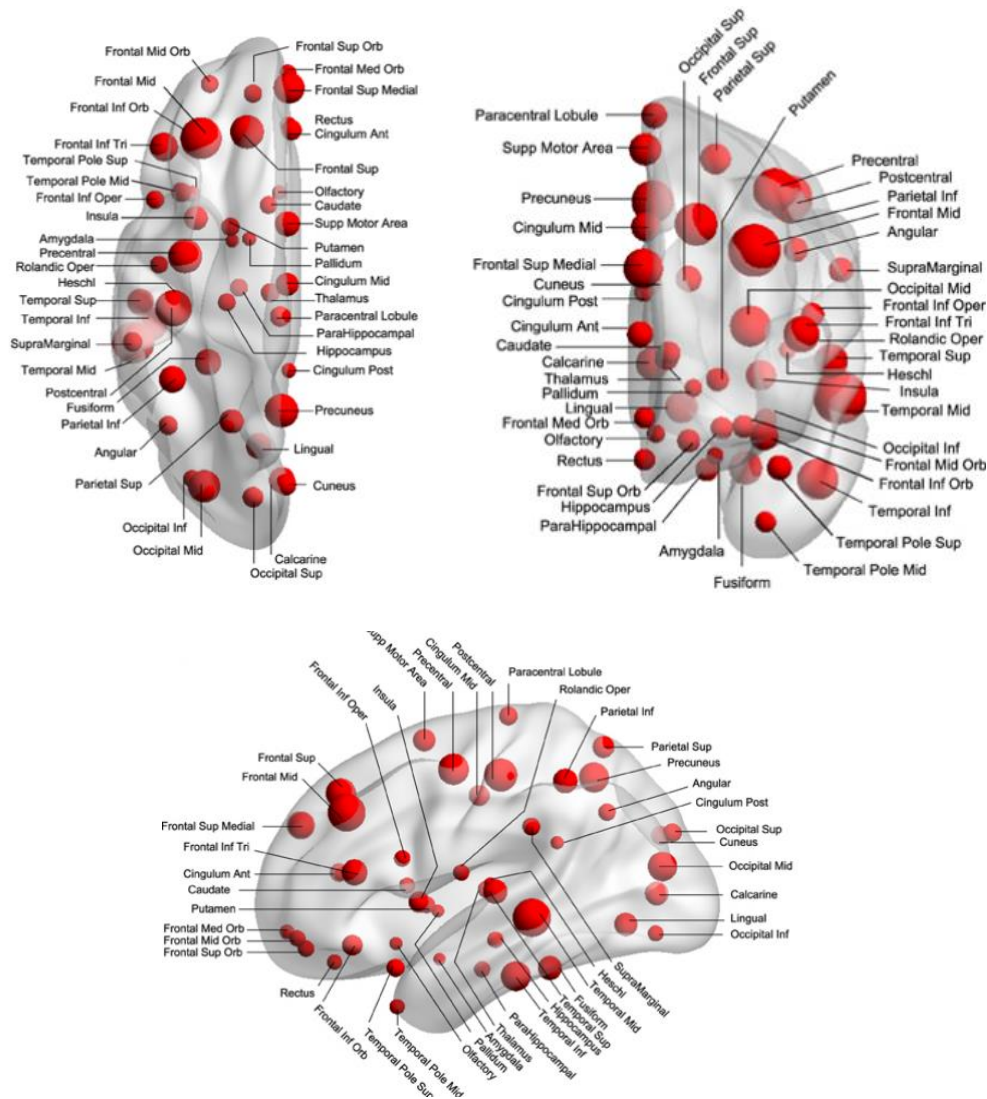 Frontal Mid Orb
Frontal Mid
Frontal Inf Orb
Frontal Inf Tri
Temporal Pole Sup
Temporal Pole Mid
Frontal Inf Oper
Insula
Amygdala
Precentral
Rolandic Oper
Heschl
Temporal Sup
Temporal Inf
SupraMarginal
Temporal Mid
Postcentral
Fusiform
Parietal Inf
Angular
Parietal Sup
Occipital Inf
Occipital Mid
Frontal Sup Orb
Frontal Med Orb
Frontal Sup Medial
Rectus
Cingulum Ant
Frontal Sup
Olfactory
Caudate
Supp Motor Area
Putamen
Pallidum
Cingulum Mid
Thalamus
Paracentral Lobule
ParaHippocampal
Hippocampus
Cingulum Post
Precuneus
Lingual
Cuneus
Calcarine
Occipital Sup
Occipital Sup
Frontal Sup
Parietal Sup
Putamen
Paracentral Lobule
Supp Motor Area
Precuneus
Cingulum Mid
Frontal Sup Medial
Cuneus
Cingulum Post
Cingulum Ant
Caudate
Calcarine
Thalamus
Pallidum
Lingual
Frontal Med Orb
Olfactory
Rectus
Frontal Sup Orb
Hippocampus
ParaHippocampal
Amygdala
Fusiform
Precentral
Postcentral
Parietal Inf
Frontal Mid
Angular
SupraMarginal
Occipital Mid
Frontal Inf Oper
Frontal Inf Tri
Rolandic Oper
Temporal Sup
Heschl
Insula
Temporal Mid
Occipital Inf
Frontal Mid Orb
Frontal Inf Orb
Temporal Inf
Temporal Pole Sup
Temporal Pole Mid
Frontal Inf Oper
Insula
Motor Area
Precentral
Cingulum Mid
Postcentral
Paracentral Lobule
Rolandic Oper
Parietal Inf
Parietal Sup
Precuneus
Angular
Cingulum Post
Occipital Sup
Cuneus
Occipital Mid
Calcarine
Lingual
Occipital Inf
Frontal Sup
Frontal Mid
Frontal Sup Medial
Frontal Inf Tri
Cingulum Ant
Caudate
Putamen
Frontal Med Orb
Frontal Mid Orb
Frontal Sup Orb
Rectus
Frontal Inf Orb
Temporal Pole Sup
Temporal Pole Mid
Olfactory
Pallidum
Amygdala
Thalamus
ParaHippocampal
Temporal Inf
Hippocampus
Temporal Sup
Fusiform
Temporal Mid
Heschl
SupraMarginal